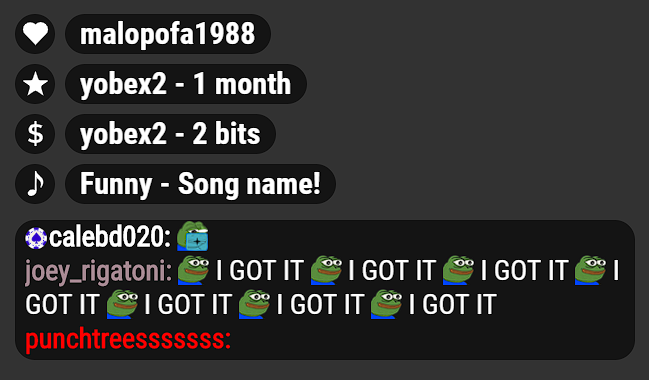 malopofa1988
yobex2 - 1 month
$ yobex2 - 2 bits
Funny - Song name!
calebd020:
joey_rigatoni: I GOT IT I GOT IT I GOT IT I
GOT IT I GOT IT I GOT IT I GOT IT
punchtreesssssss: